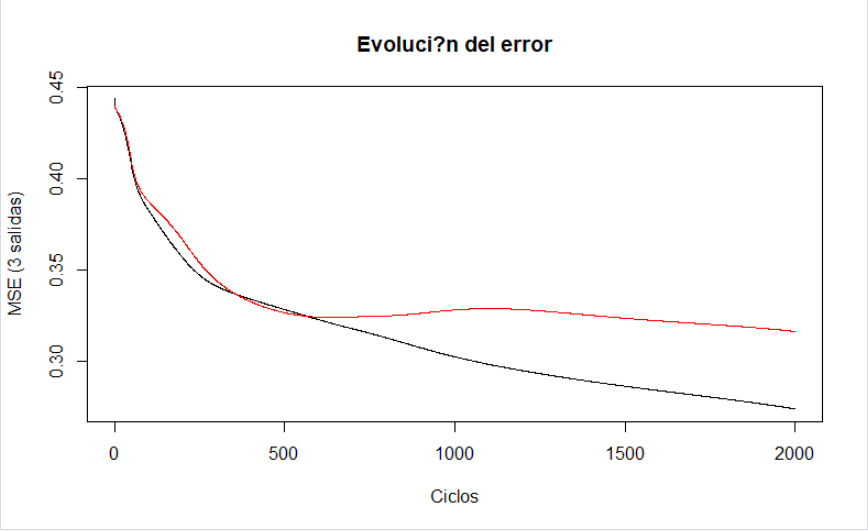 Evoluci?n del error
MSE (3 salidas)
0.45
0.40
0.35
0.30
0 500 1000 1500 2000
Ciclos